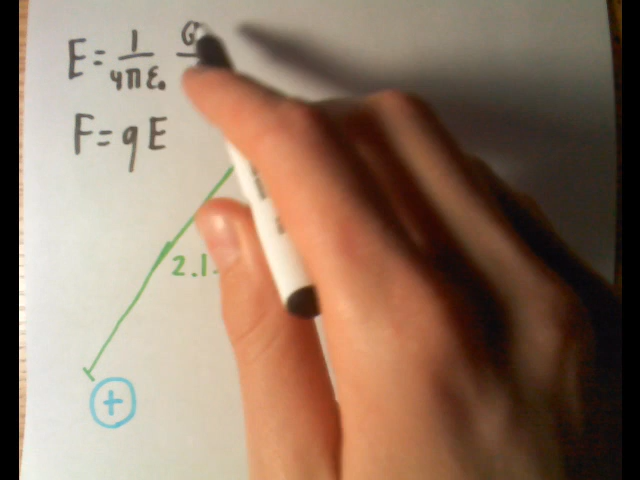 E = 1/4πε₀
F = qE
2.1
+